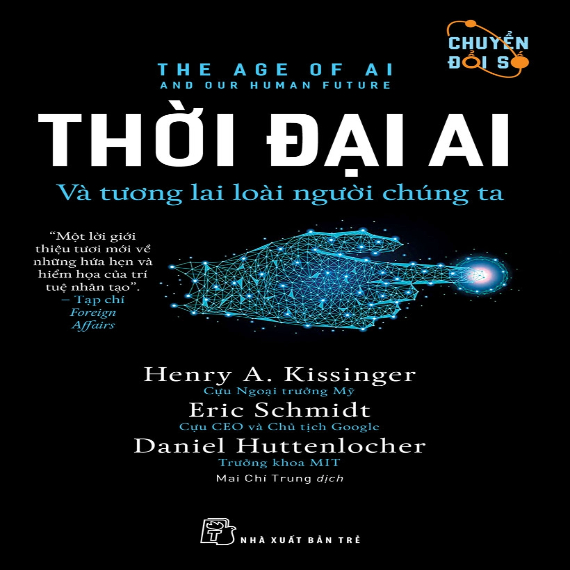 CHUYỂN
ĐỔI SỐ
THE AGE OF AI
AND OUR HUMAN FUTURE
THỜI ĐẠI AI
Và tương lai loài người chúng ta
“Một lời giới
thiệu tươi mới về
những hứa hẹn và
hiểm họa của trí
tuệ nhân tạo”.
– Tạp chí
Foreign
Affairs
Henry A. Kissinger
Cựu Ngoại trưởng Mỹ
Eric Schmidt
Cựu CEO và Chủ tịch Google
Daniel Huttenlocher
Trưởng khoa MIT
Mai Chí Trung dịch
NHÀ XUẤT BẢN TRẺ